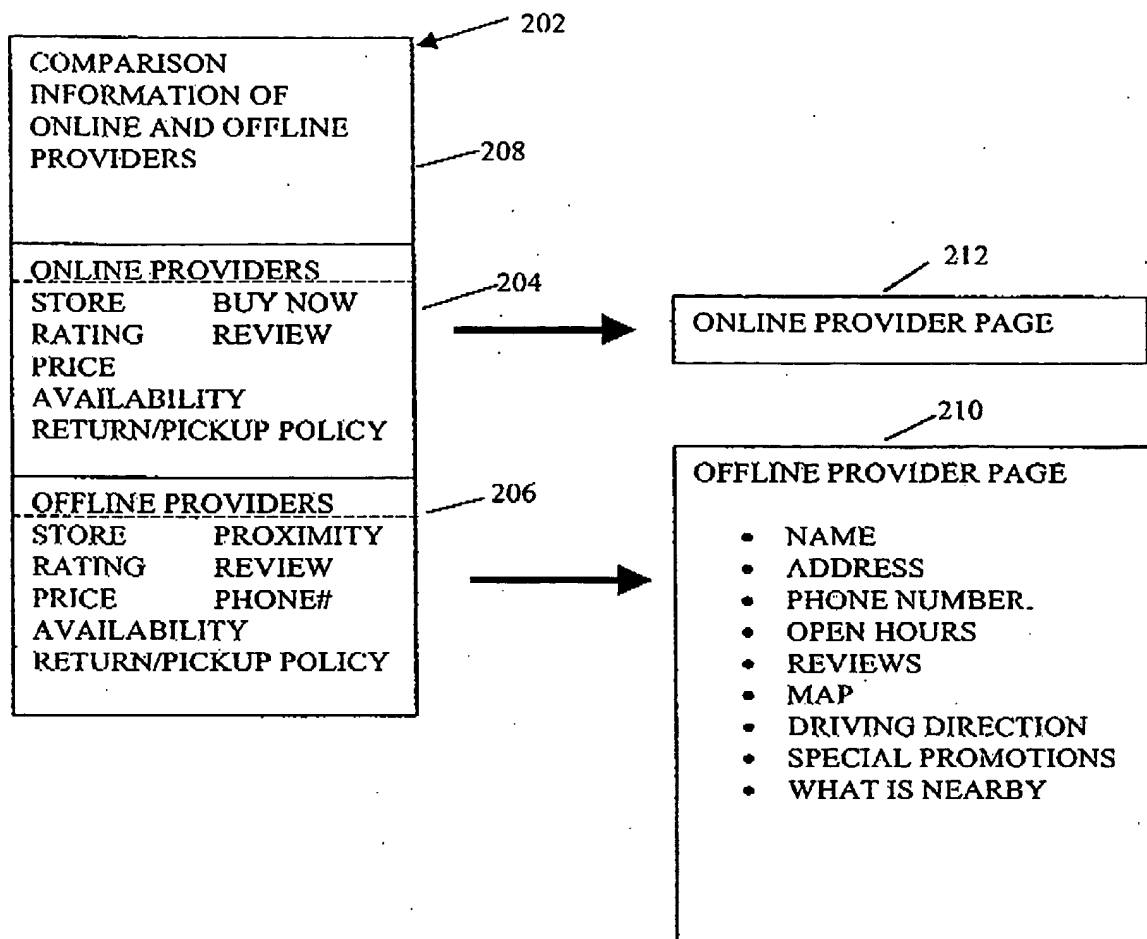 202
COMPARISON
INFORMATION OF
ONLINE AND OFFLINE
PROVIDERS
208
ONLINE PROVIDERS
204
STORE BUY NOW
RATING REVIEW
PRICE
AVAILABILITY
RETURN/PICKUP POLICY
OFFLINE PROVIDERS
206
STORE PROXIMITY
RATING REVIEW
PRICE PHONE#
AVAILABILITY
RETURN/PICKUP POLICY
212
ONLINE PROVIDER PAGE
210
OFFLINE PROVIDER PAGE
• NAME
• ADDRESS
• PHONE NUMBER.
• OPEN HOURS
• REVIEWS
• MAP
• DRIVING DIRECTION
• SPECIAL PROMOTIONS
• WHAT IS NEARBY